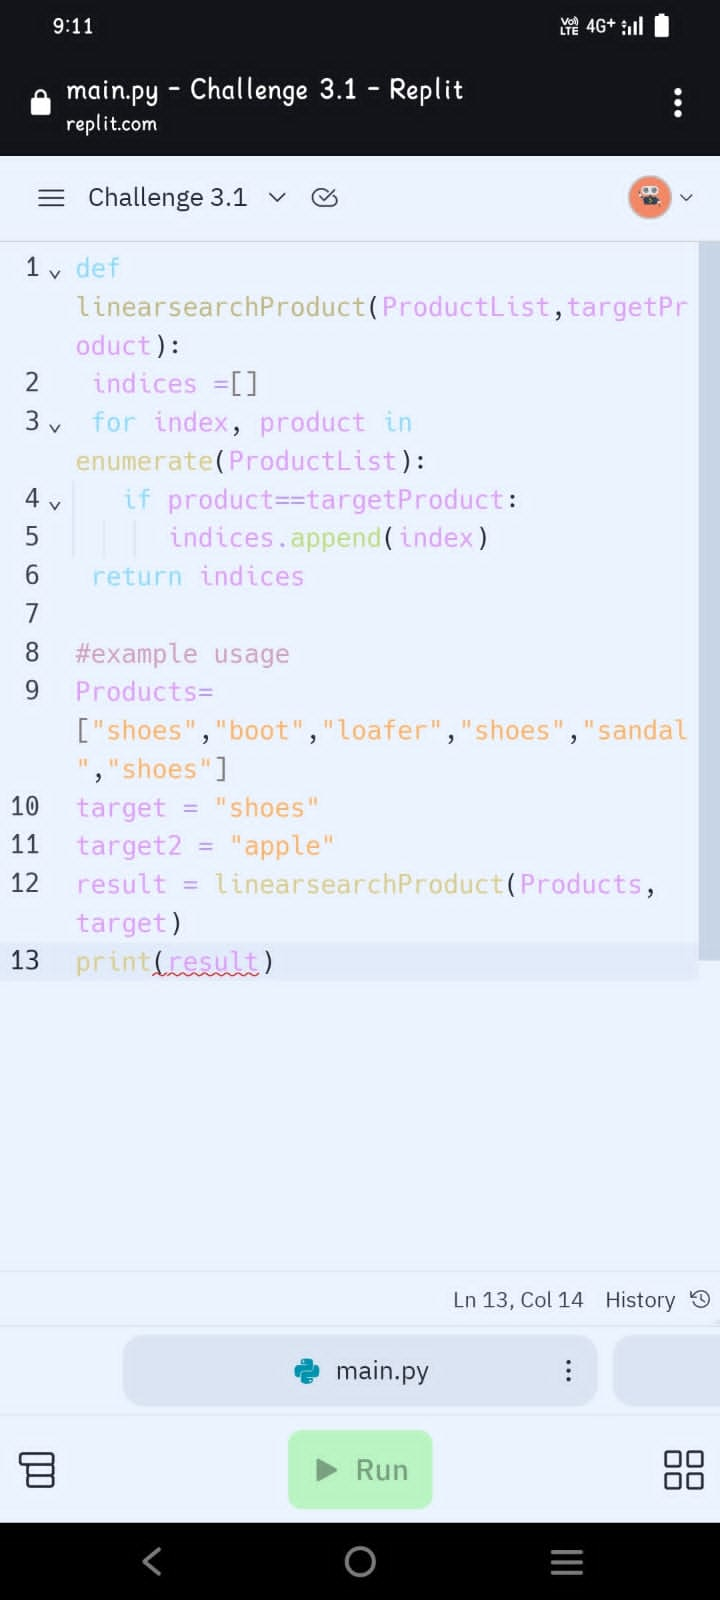 9:11
VoD LTE 4G+
main.py - Challenge 3.1 - Replit
replit.com
Challenge 3.1
1 def
linearsearchProduct(ProductList,targetPr
oduct):
2 indices =[]
3 for index, product in
enumerate(ProductList):
4 if product==targetProduct:
5 indices.append(index)
6 return indices
7
8 #example usage
9 Products=
["shoes","boot","loafer","shoes","sandal
","shoes"]
10 target = "shoes"
11 target2 = "apple"
12 result = linearsearchProduct(Products,
target)
13 print(result)
Ln 13, Col 14 History
main.py
Run